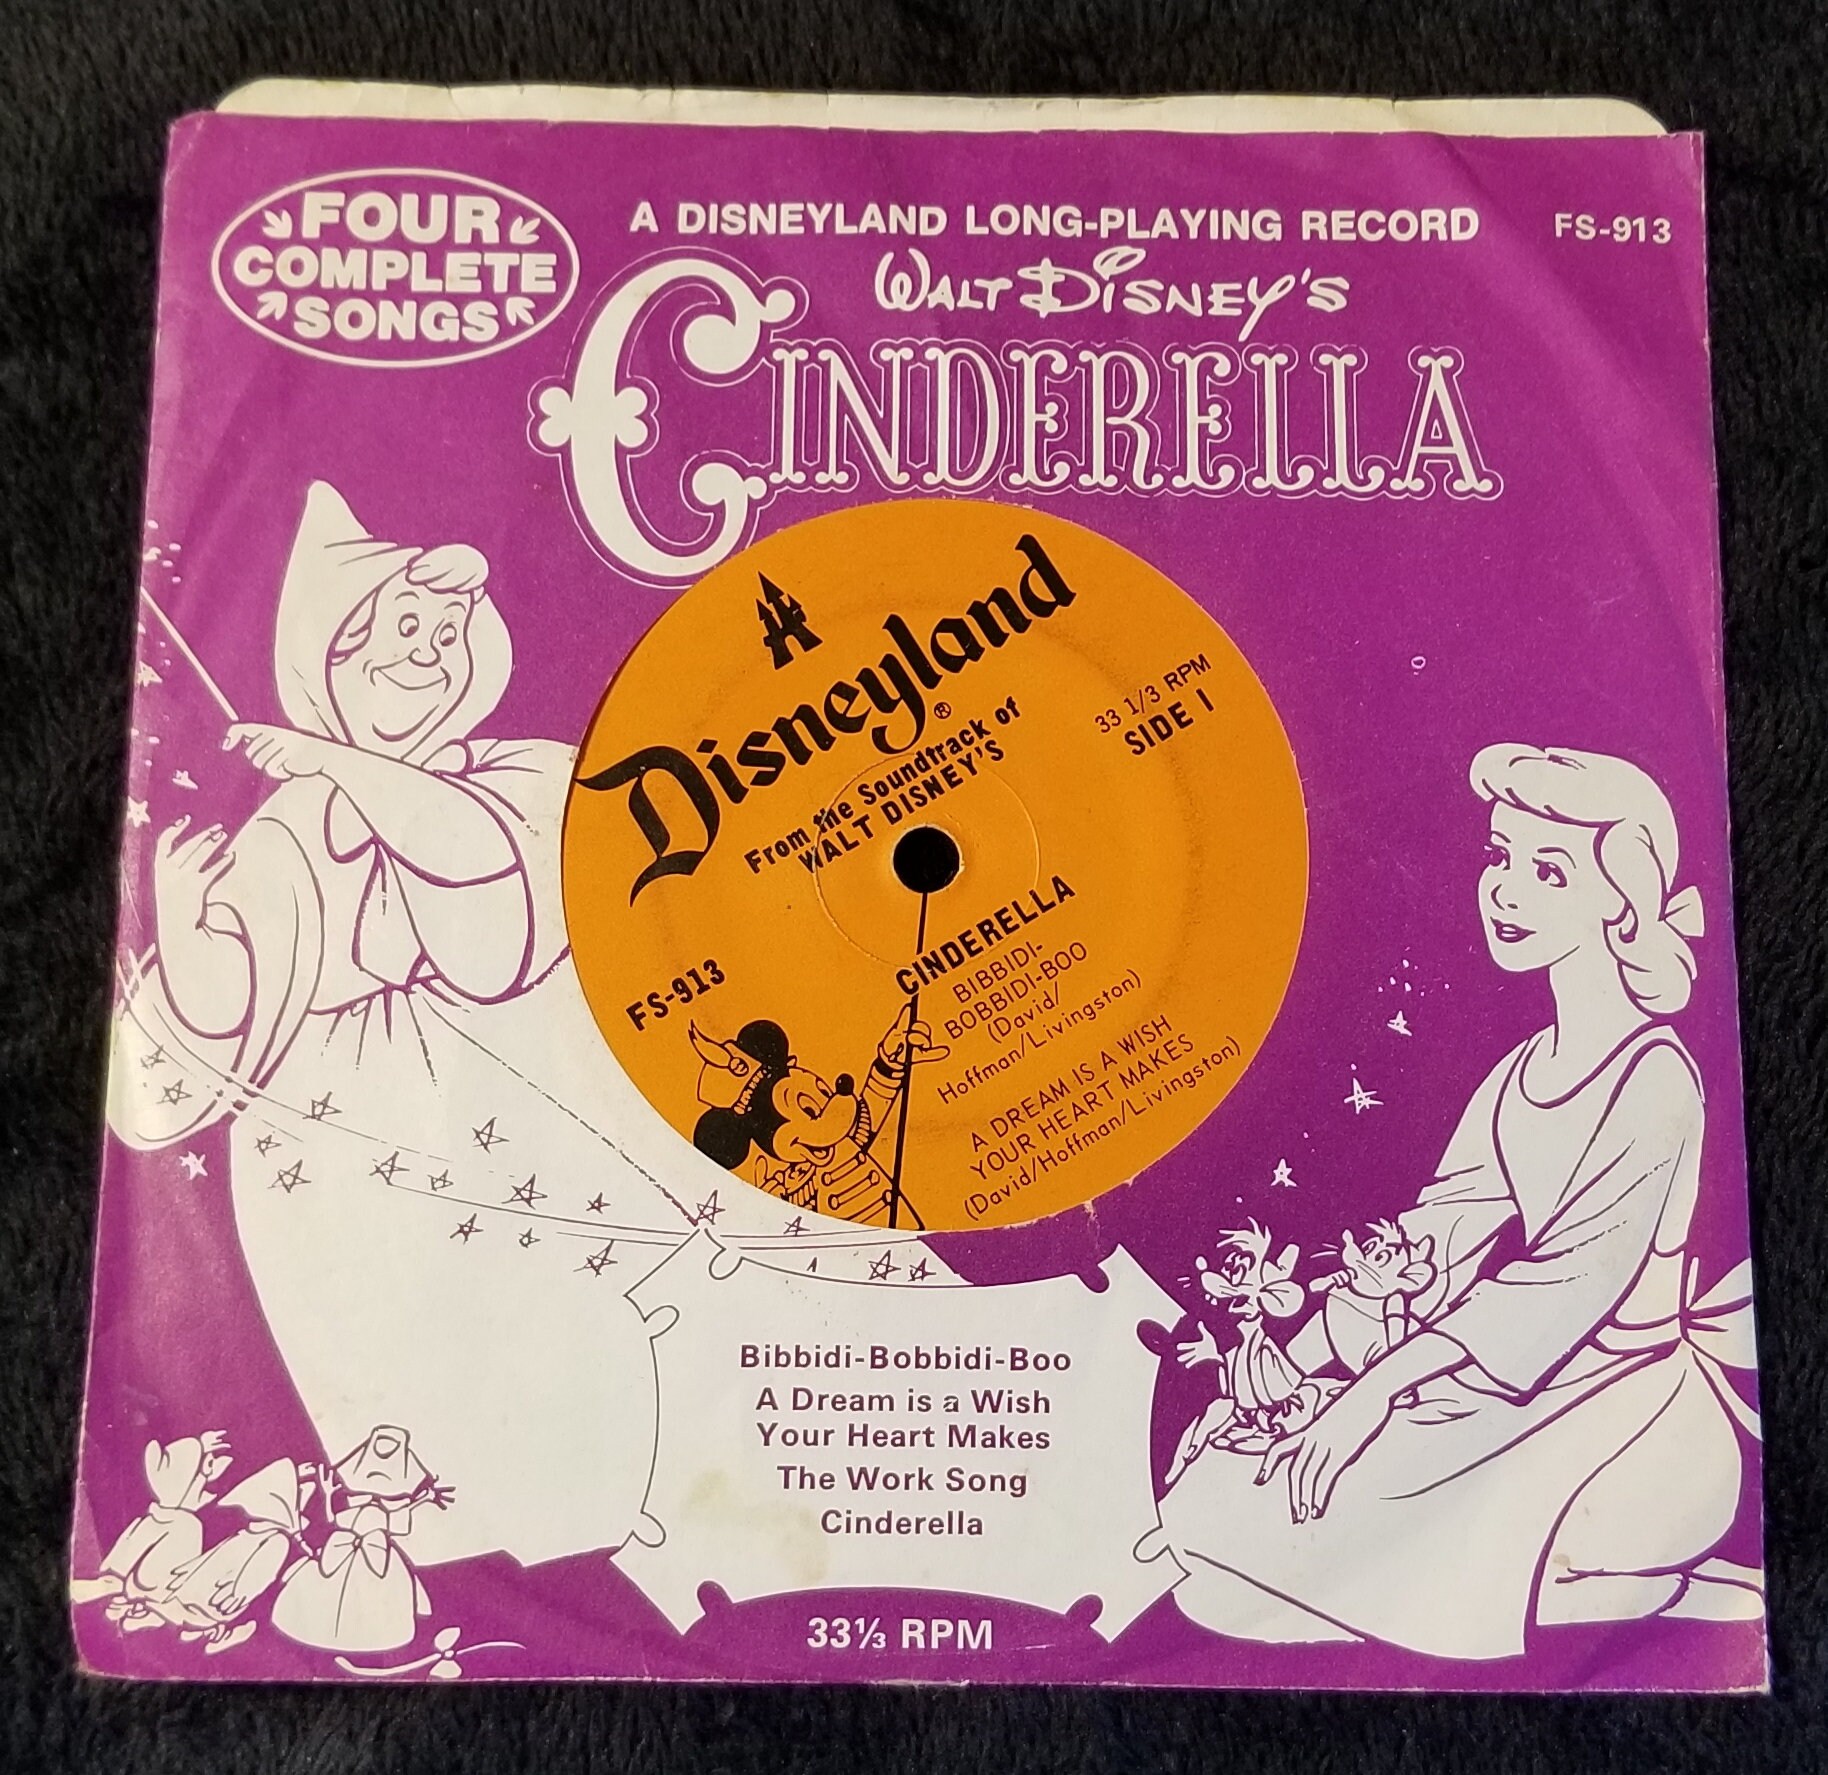 FOUR
COMPLETE
SONGS
A DISNEYLAND LONG-PLAYING RECORD
FS-913
WALT DISNEY'S
CINDERELLA
Disneyland
®
From the Soundtrack of
WALT DISNEY'S
33 1/3 RPM
SIDE 1
CINDERELLA
FS-913
BIBBIDI-
BOBBIDI-BOO
(David/
Hoffman/Livingston)
A DREAM IS A WISH
YOUR HEART MAKES
(David/Hoffman/Livingston)
Bibbidi-Bobbidi-Boo
A Dream is a Wish
Your Heart Makes
The Work Song
Cinderella
33⅓ RPM